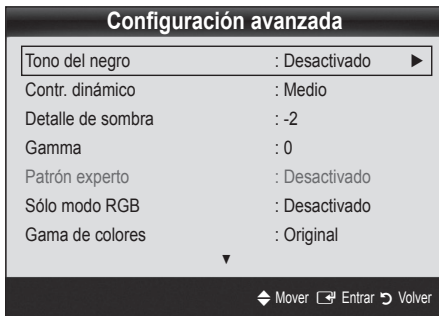 Configuración avanzada
Tono del negro : Desactivado ▶
Contr. dinámico : Medio
Detalle de sombra : -2
Gamma : 0
Patrón experto : Desactivado
Sólo modo RGB : Desactivado
Gama de colores : Original
▼
Mover Entrar Volver